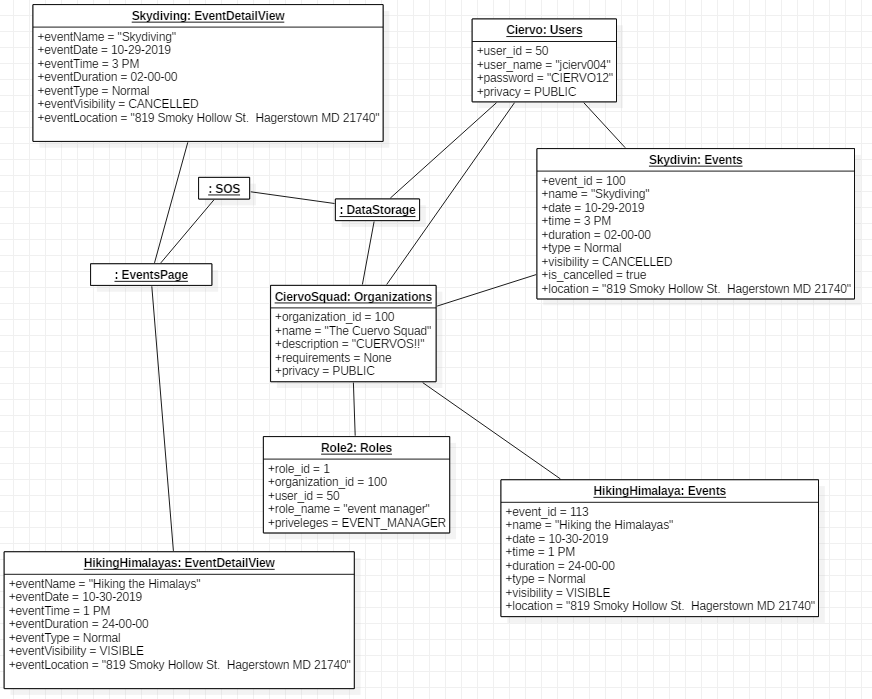 Skydiving: EventDetailView
+eventName = "Skydiving"
+eventDate = 10-29-2019
+eventTime = 3 PM
+eventDuration = 02-00-00
+eventType = Normal
+eventVisibility = CANCELLED
+eventLocation = "819 Smoky Hollow St.  Hagerstown MD 21740"
Ciervo: Users
+user_id = 50
+user_name = "jcierv004"
+password = "CIERVO12"
+privacy = PUBLIC
Skydivin: Events
+event_id = 100
+name = "Skydiving"
+date = 10-29-2019
+time = 3 PM
+duration = 02-00-00
+type = Normal
+visibility = CANCELLED
+is_cancelled = true
+location = "819 Smoky Hollow St.  Hagerstown MD 21740"
: SOS
: DataStorage
: EventsPage
CiervoSquad: Organizations
+organization_id = 100
+name = "The Cuervo Squad"
+description = "CUERVOS!!"
+requirements = None
+privacy = PUBLIC
Role2: Roles
+role_id = 1
+organization_id = 100
+user_id = 50
+role_name = "event manager"
+priveleges = EVENT_MANAGER
HikingHimalaya: Events
+event_id = 113
+name = "Hiking the Himalayas"
+date = 10-30-2019
+time = 1 PM
+duration = 24-00-00
+type = Normal
+visibility = VISIBLE
+location = "819 Smoky Hollow St.  Hagerstown MD 21740"
HikingHimalayas: EventDetailView
+eventName = "Hiking the Himalays"
+eventDate = 10-30-2019
+eventTime = 1 PM
+eventDuration = 24-00-00
+eventType = Normal
+eventVisibility = VISIBLE
+eventLocation = "819 Smoky Hollow St.  Hagerstown MD 21740"